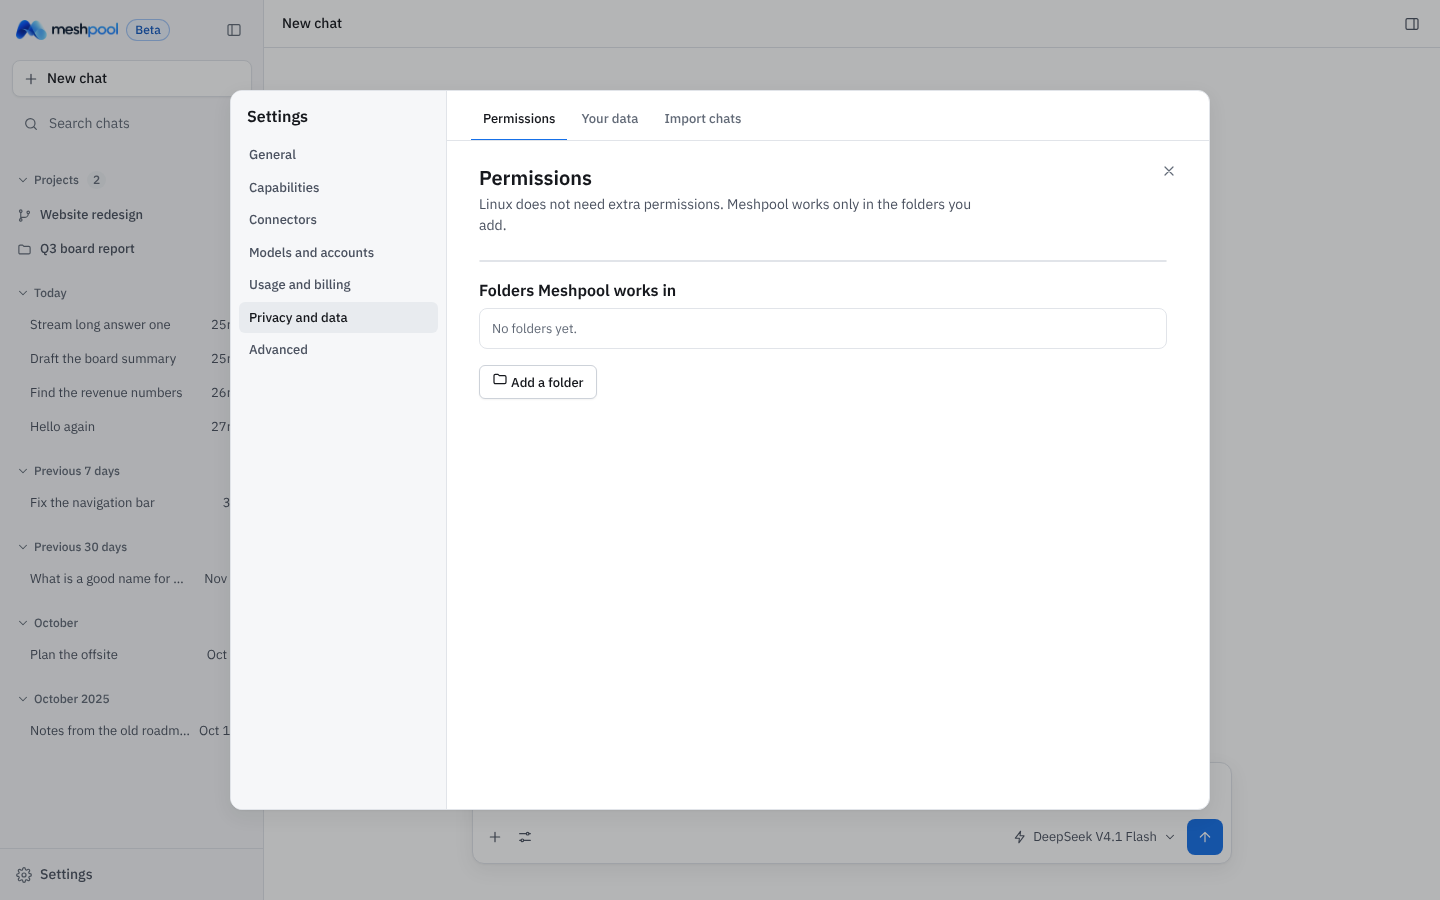 meshpool Beta
New chat
Search chats
Projects 2
Website redesign
Q3 board report
Today
Stream long answer one
Draft the board summary
Find the revenue numbers
Hello again
Previous 7 days
Fix the navigation bar
Previous 30 days
What is a good name for ... Nov
October
Plan the offsite Oct
October 2025
Notes from the old roadm... Oct
Settings
New chat
Settings
General
Capabilities
Connectors
Models and accounts
Usage and billing
Privacy and data
Advanced
Permissions Your data Import chats
Permissions
Linux does not need extra permissions. Meshpool works only in the folders you
add.
Folders Meshpool works in
No folders yet.
Add a folder
DeepSeek V4.1 Flash